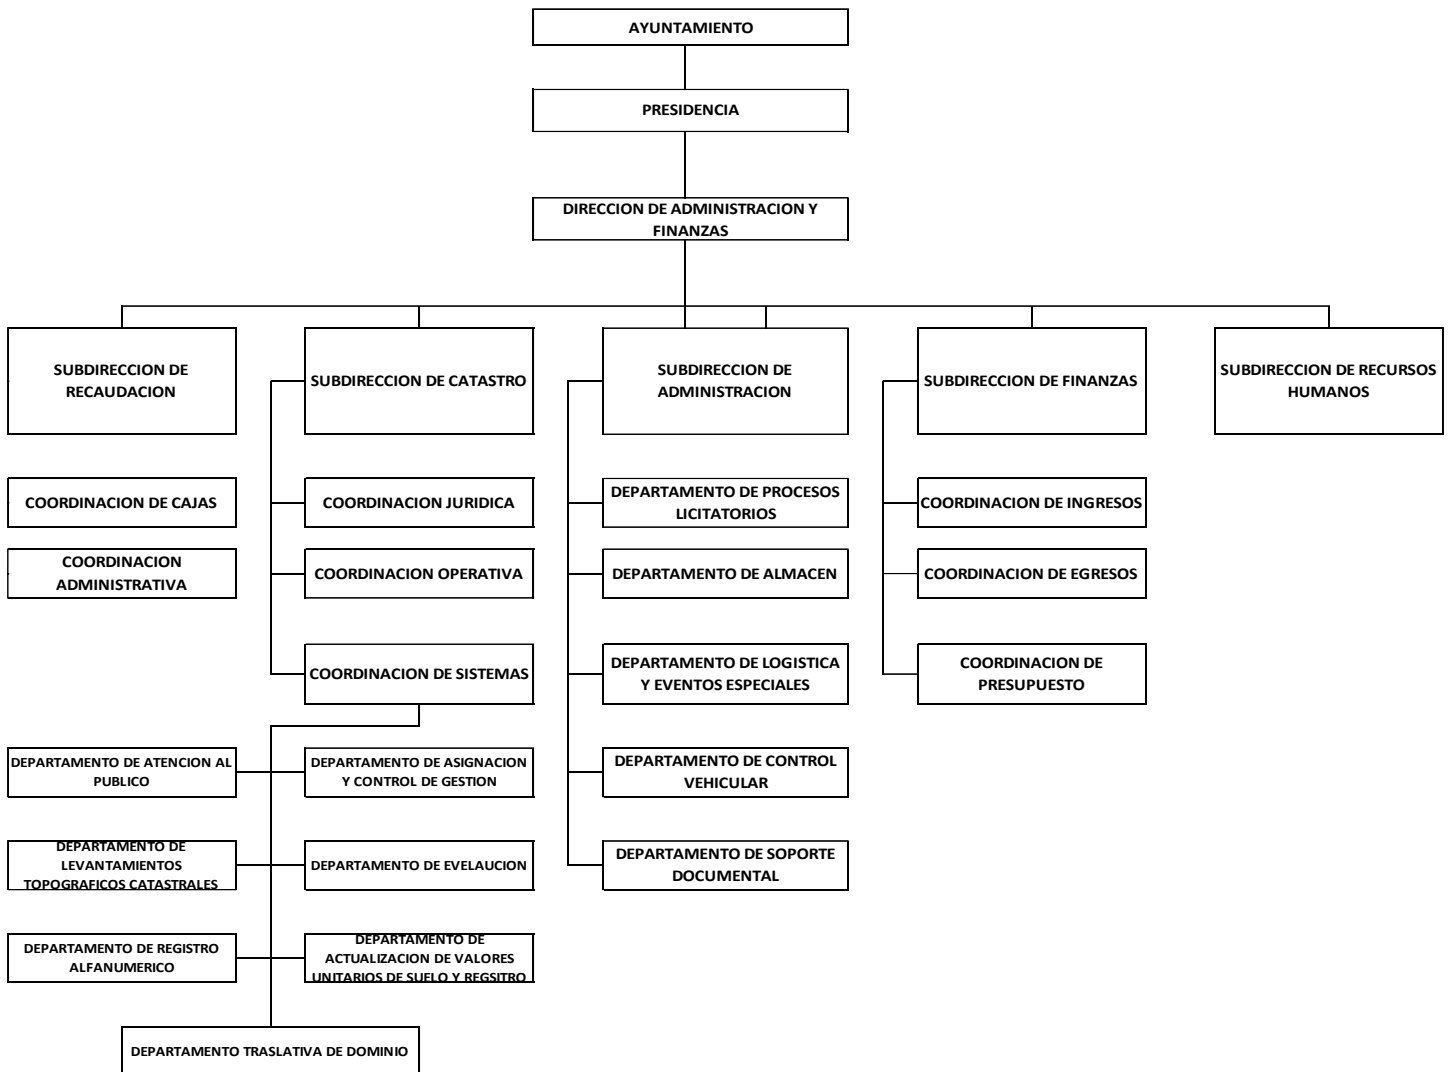 AYUNTAMIENTO
PRESIDENCIA
DIRECCION DE ADMINISTRACION Y
FINANZAS
SUBDIRECCION DE
RECAUDACION
SUBDIRECCION DE CATASTRO
SUBDIRECCION DE
ADMINISTRACION
SUBDIRECCION DE FINANZAS
SUBDIRECCION DE RECURSOS
HUMANOS
COORDINACION DE CAJAS
COORDINACION JURIDICA
DEPARTAMENTO DE PROCESOS
LICITATORIOS
COORDINACION DE INGRESOS
COORDINACION
ADMINISTRATIVA
COORDINACION OPERATIVA
DEPARTAMENTO DE ALMACEN
COORDINACION DE EGRESOS
COORDINACION DE SISTEMAS
DEPARTAMENTO DE LOGISTICA
Y EVENTOS ESPECIALES
COORDINACION DE
PRESUPUESTO
DEPARTAMENTO DE ATENCION AL
PUBLICO
DEPARTAMENTO DE ASIGNACION
Y CONTROL DE GESTION
DEPARTAMENTO DE CONTROL
VEHICULAR
DEPARTAMENTO DE
LEVANTAMIENTOS
TOPOGRAFICOS CATASTRALES
DEPARTAMENTO DE EVELAUCION
DEPARTAMENTO DE SOPORTE
DOCUMENTAL
DEPARTAMENTO DE REGISTRO
ALFANUMERICO
DEPARTAMENTO DE
ACTUALIZACION DE VALORES
UNITARIOS DE SUELO Y REGSITRO
DEPARTAMENTO TRASLATIVA DE DOMINIO